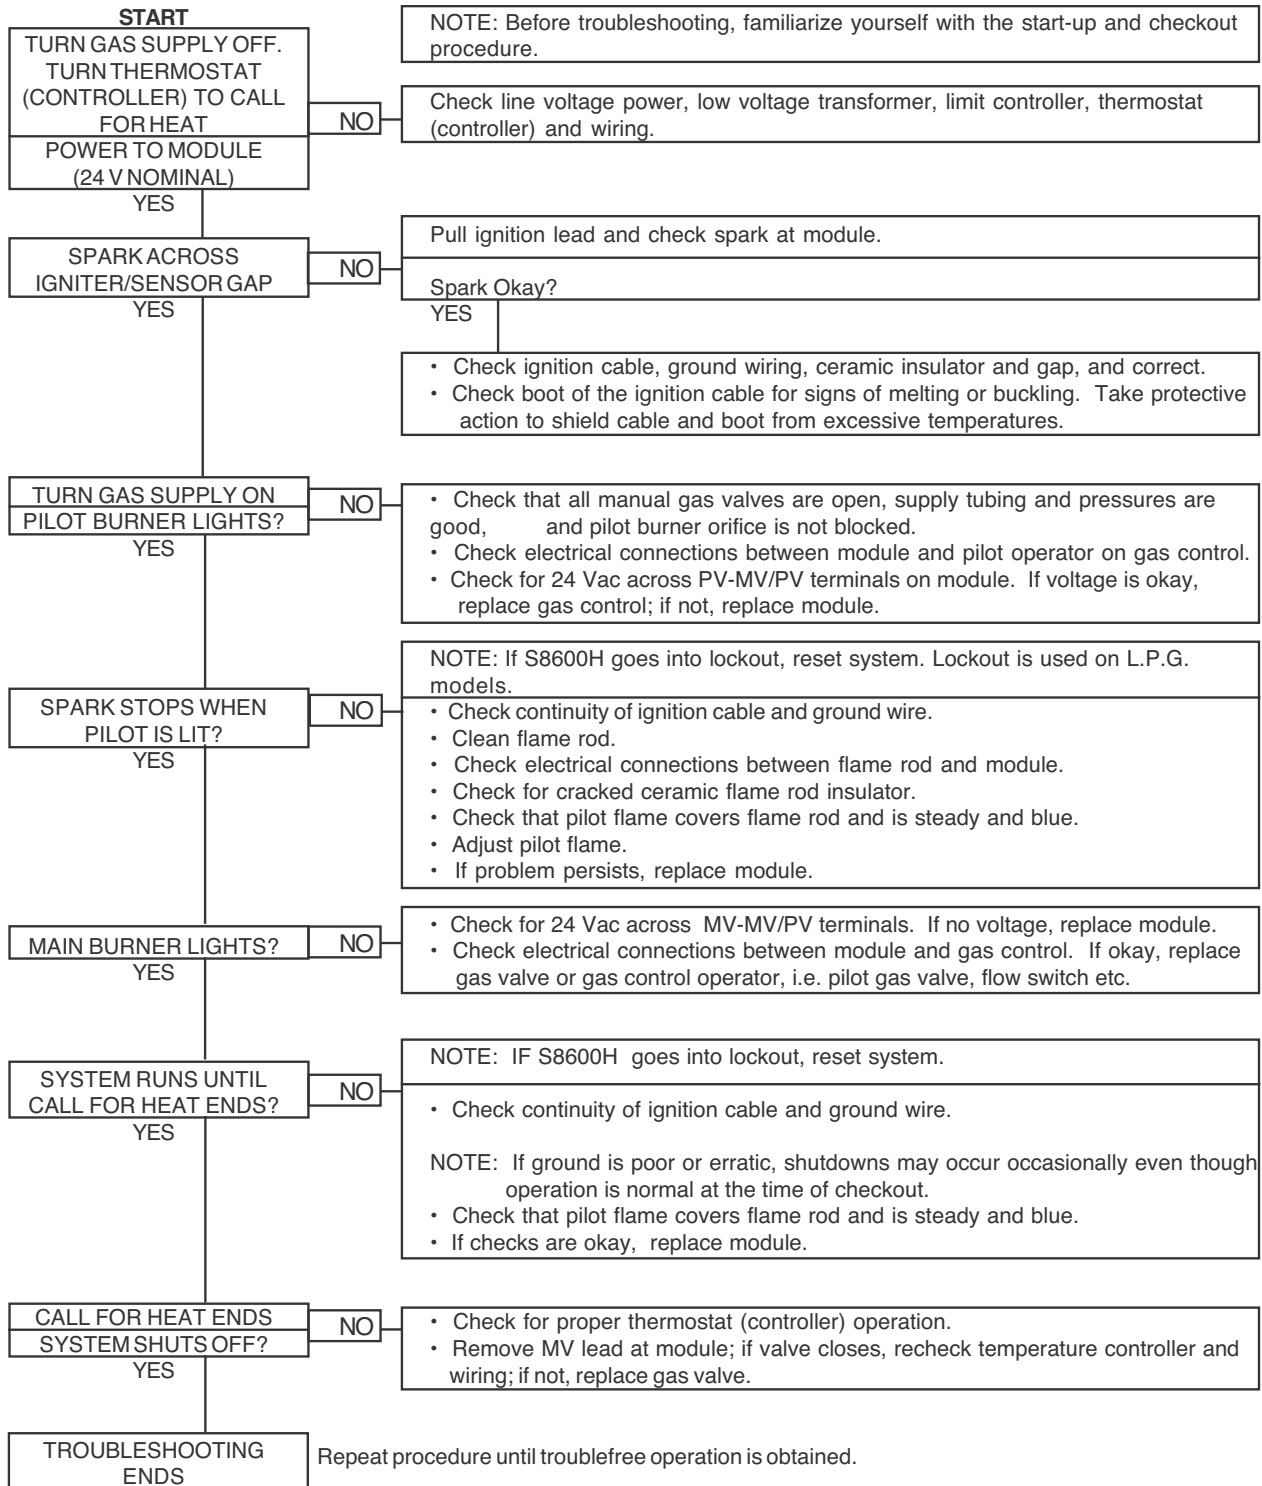 START
TURN GAS SUPPLY OFF.
TURN THERMOSTAT
(CONTROLLER) TO CALL
FOR HEAT
POWER TO MODULE
(24 V NOMINAL)
NO
YES
NOTE: Before troubleshooting, familiarize yourself with the start-up and checkout
procedure.
Check line voltage power, low voltage transformer, limit controller, thermostat
(controller) and wiring.
SPARK ACROSS
IGNITER/SENSOR GAP
NO
YES
Pull ignition lead and check spark at module.
Spark Okay?
YES
• Check ignition cable, ground wiring, ceramic insulator and gap, and correct.
• Check boot of the ignition cable for signs of melting or buckling. Take protective
action to shield cable and boot from excessive temperatures.
TURN GAS SUPPLY ON
PILOT BURNER LIGHTS?
NO
YES
• Check that all manual gas valves are open, supply tubing and pressures are
good, and pilot burner orifice is not blocked.
• Check electrical connections between module and pilot operator on gas control.
• Check for 24 Vac across PV-MV/PV terminals on module. If voltage is okay,
replace gas control; if not, replace module.
SPARK STOPS WHEN
PILOT IS LIT?
NO
YES
NOTE: If S8600H goes into lockout, reset system. Lockout is used on L.P.G.
models.
• Check continuity of ignition cable and ground wire.
• Clean flame rod.
• Check electrical connections between flame rod and module.
• Check for cracked ceramic flame rod insulator.
• Check that pilot flame covers flame rod and is steady and blue.
• Adjust pilot flame.
• If problem persists, replace module.
MAIN BURNER LIGHTS?
NO
YES
• Check for 24 Vac across MV-MV/PV terminals. If no voltage, replace module.
• Check electrical connections between module and gas control. If okay, replace
gas valve or gas control operator, i.e. pilot gas valve, flow switch etc.
SYSTEM RUNS UNTIL
CALL FOR HEAT ENDS?
NO
YES
NOTE: IF S8600H goes into lockout, reset system.
• Check continuity of ignition cable and ground wire.
NOTE: If ground is poor or erratic, shutdowns may occur occasionally even though
operation is normal at the time of checkout.
• Check that pilot flame covers flame rod and is steady and blue.
• If checks are okay, replace module.
CALL FOR HEAT ENDS
SYSTEM SHUTS OFF?
NO
YES
• Check for proper thermostat (controller) operation.
• Remove MV lead at module; if valve closes, recheck temperature controller and
wiring; if not, replace gas valve.
TROUBLESHOOTING
ENDS
Repeat procedure until troublefree operation is obtained.